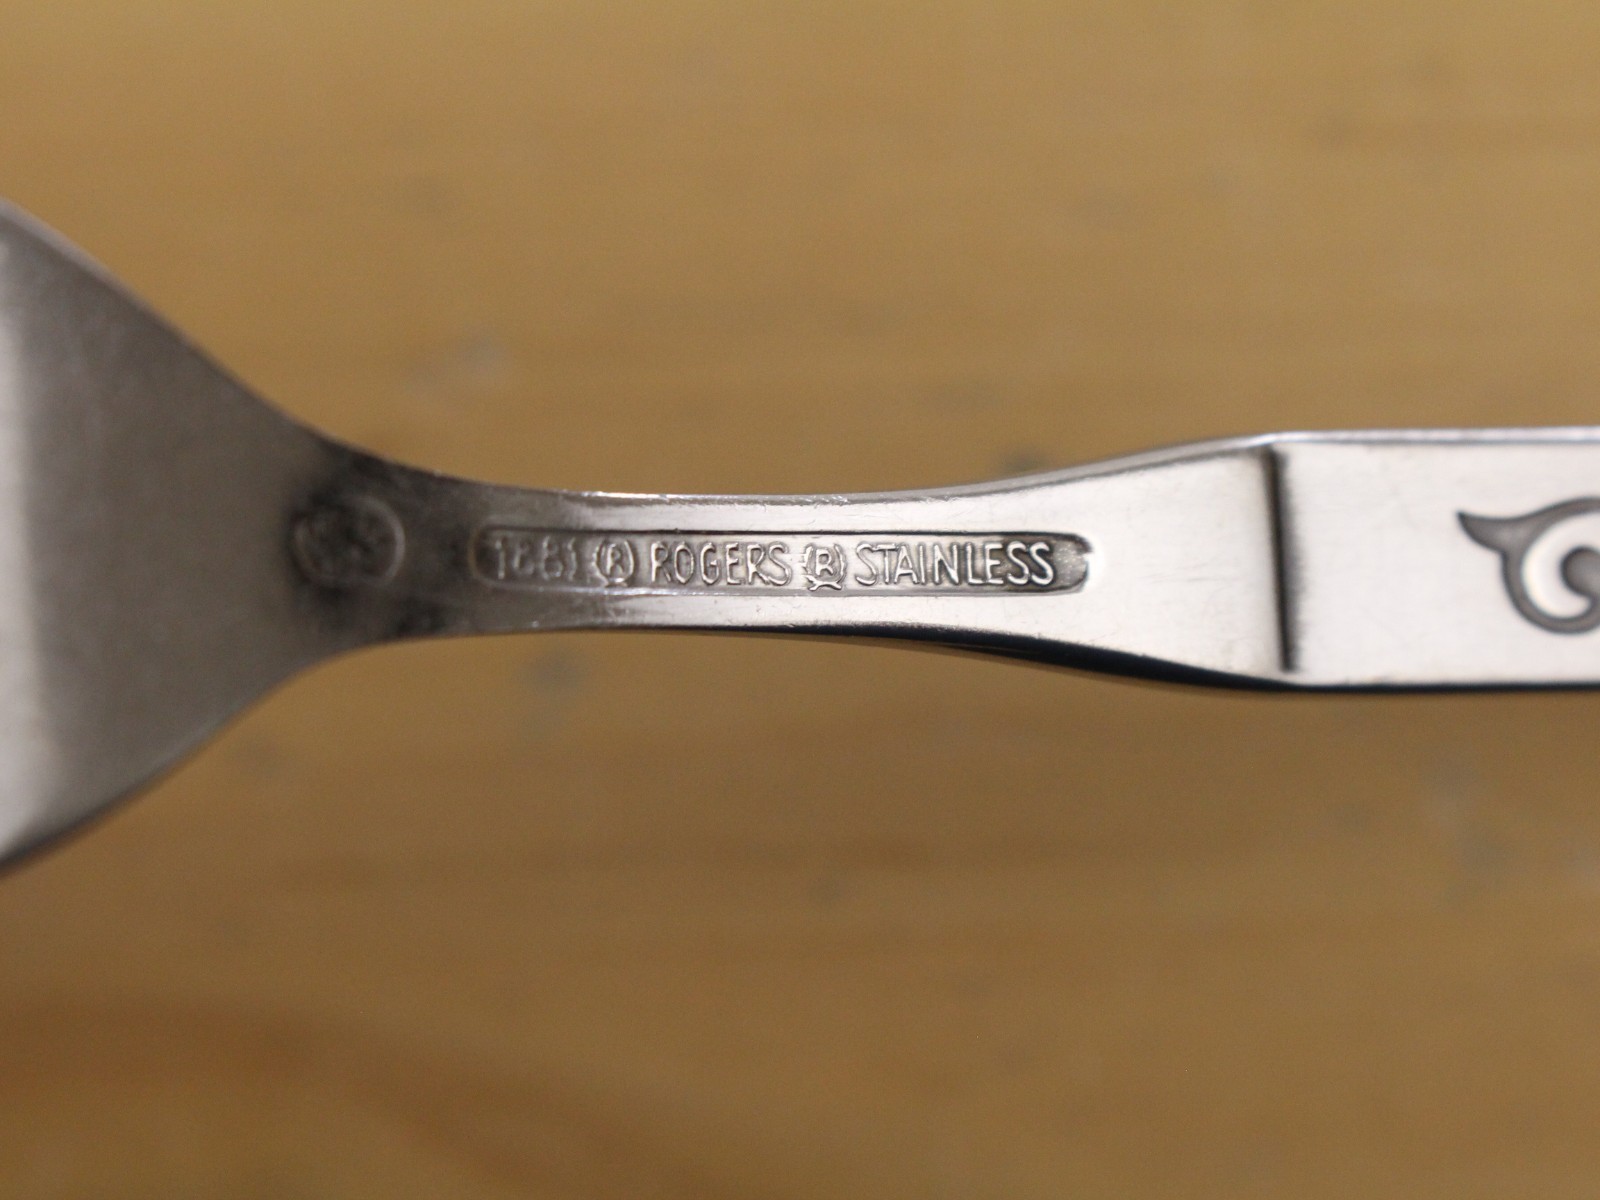 1881 (R) ROGERS (R) STAINLESS